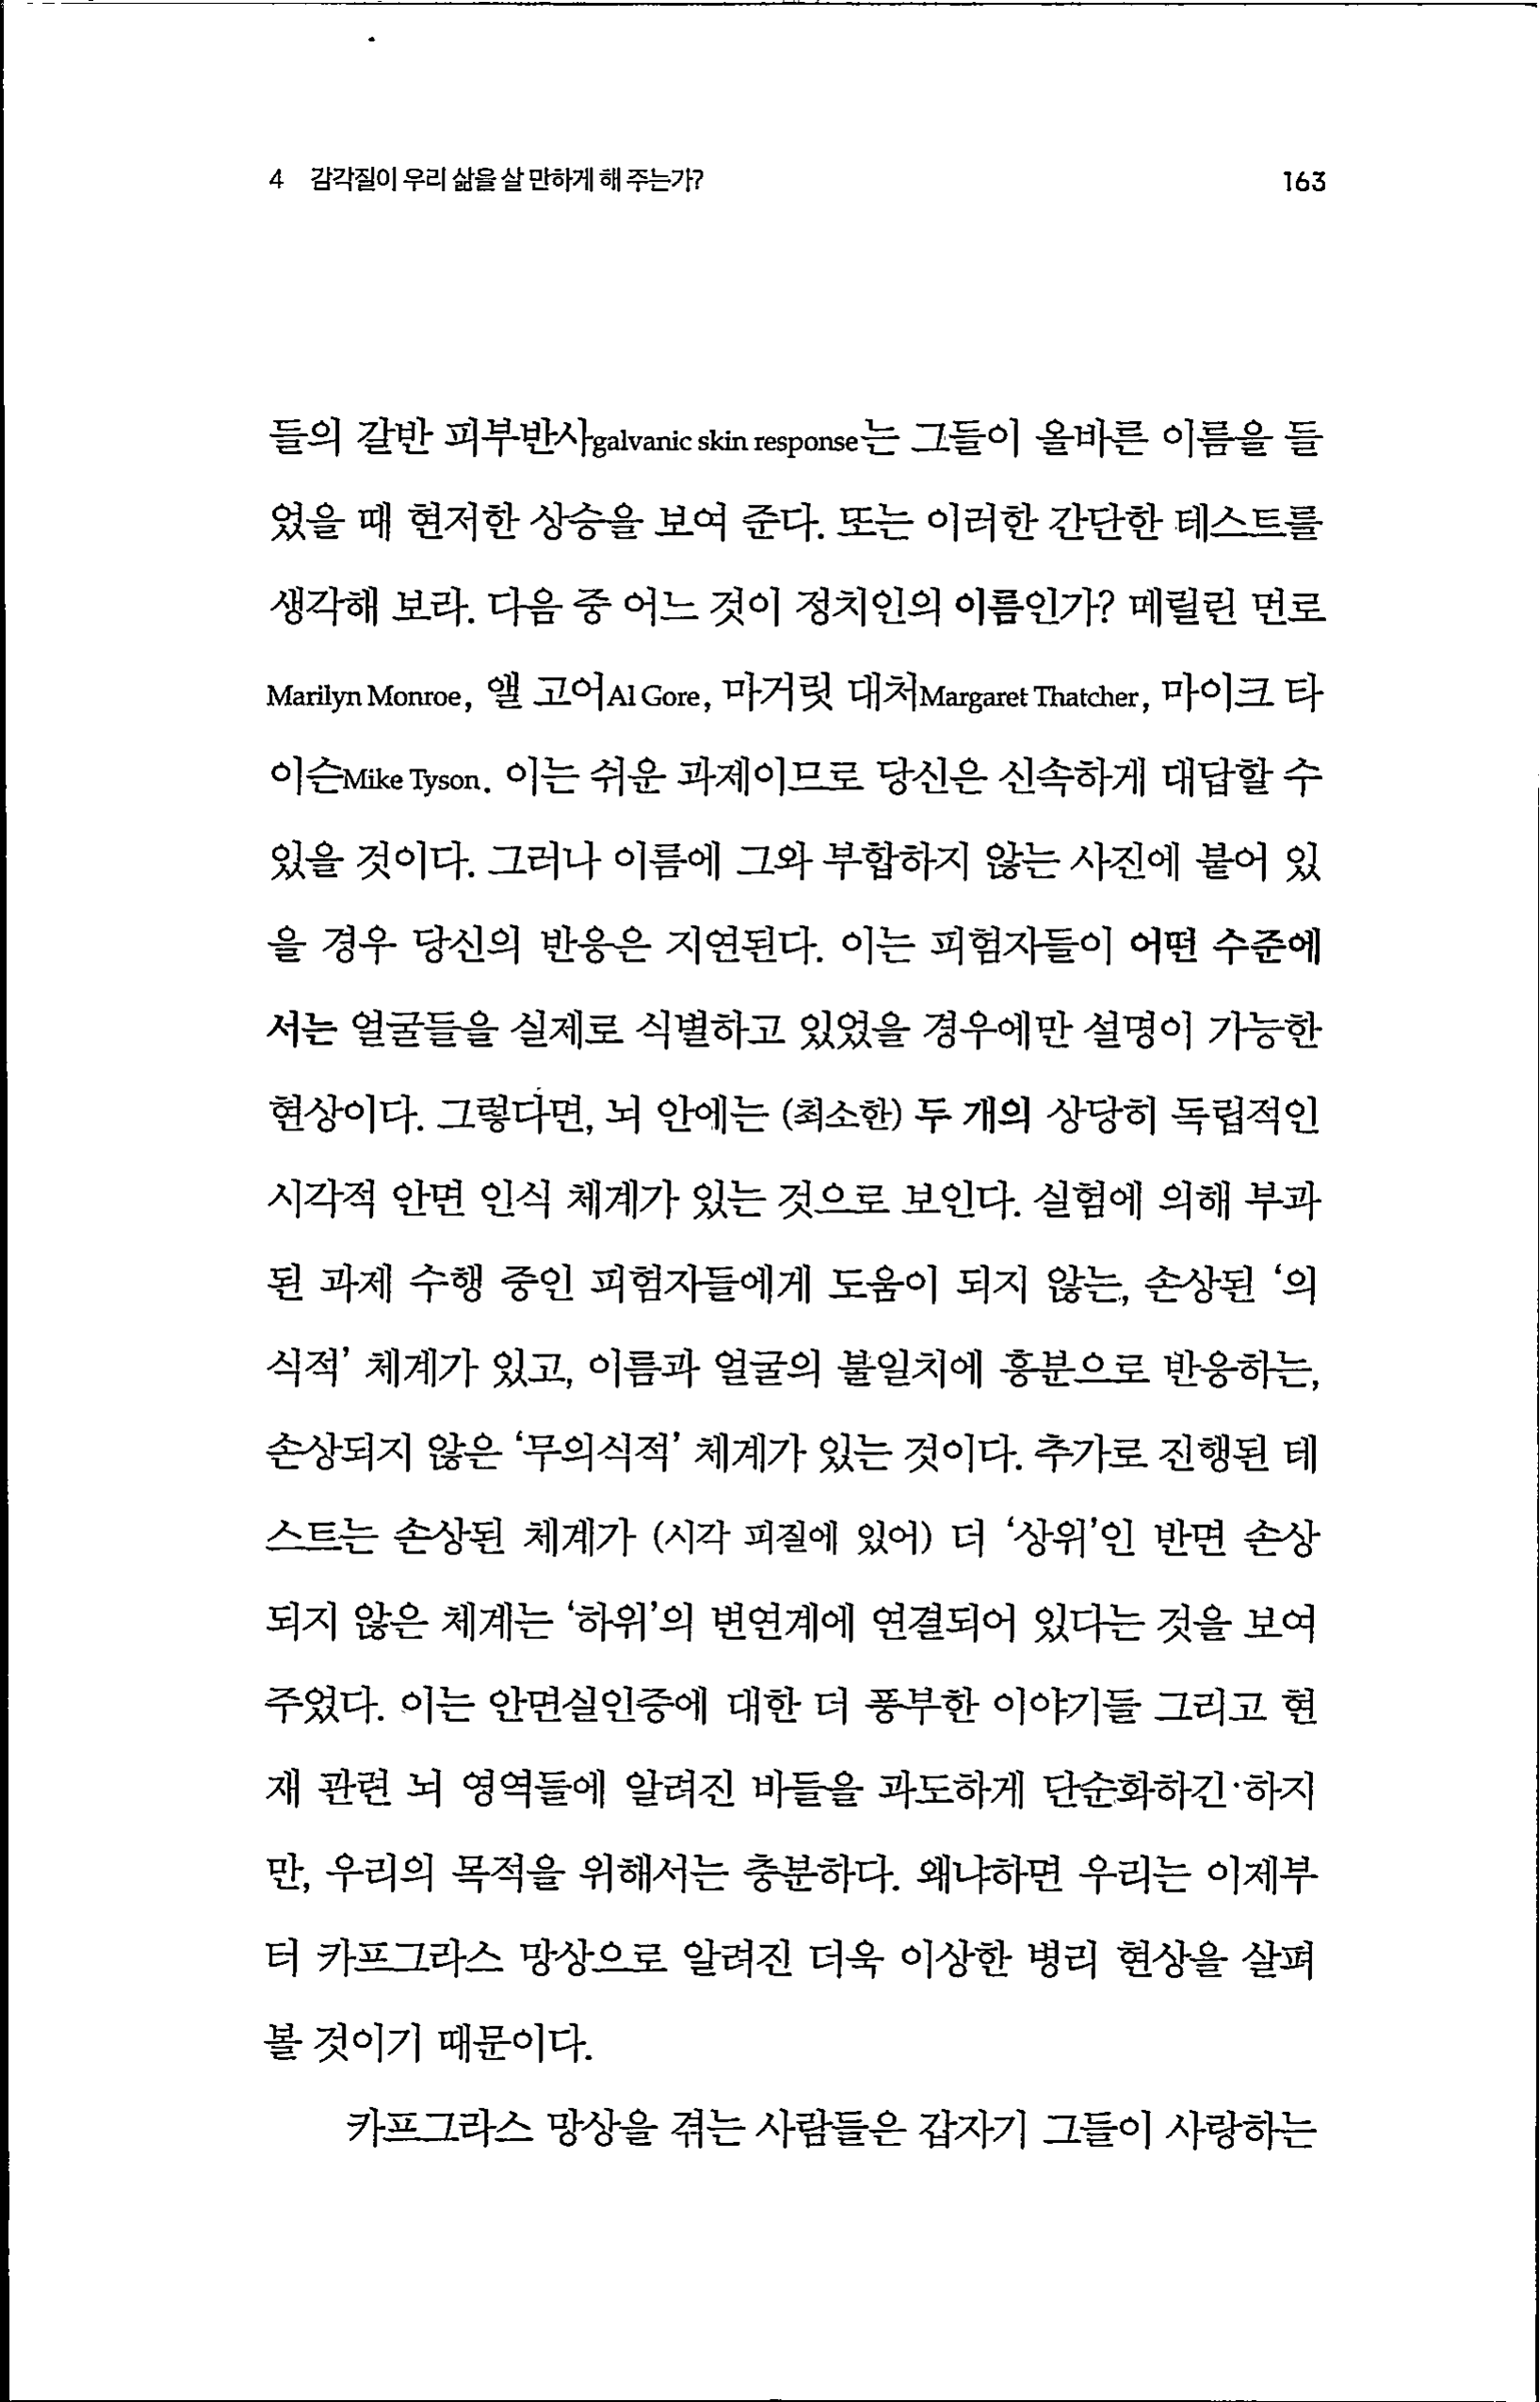 4 감각질이 우리 삶을 살 만하게 해 주는가? 163
들의 갈반 피부반사galvanic skin response는 그들이 올바른 이름을 들
었을 때 현저한 상승을 보여 준다. 또는 이러한 간단한 테스트를
생각해 보라. 다음 중 어느 것이 정치인의 이름인가? 메릴린 먼로
Marilyn Monroe, 앨 고어Al Gore, 마거릿 대처Margaret Thatcher, 마이크 타
이슨Mike Tyson. 이는 쉬운 과제이므로 당신은 신속하게 대답할 수
있을 것이다. 그러나 이름에 그와 부합하지 않는 사진에 붙어 있
을 경우 당신의 반응은 지연된다. 이는 피험자들이 어떤 수준에
서는 얼굴들을 실제로 식별하고 있었을 경우에만 설명이 가능한
현상이다. 그렇다면, 뇌 안에는 (최소한) 두 개의 상당히 독립적인
시각적 안면 인식 체계가 있는 것으로 보인다. 실험에 의해 부과
된 과제 수행 중인 피험자들에게 도움이 되지 않는, 손상된 ‘의
식적’ 체계가 있고, 이름과 얼굴의 불일치에 흥분으로 반응하는,
손상되지 않은 ‘무의식적’ 체계가 있는 것이다. 추가로 진행된 테
스트는 손상된 체계가 (시각 피질에 있어) 더 ‘상위’인 반면 손상
되지 않은 체계는 ‘하위’의 변연계에 연결되어 있다는 것을 보여
주었다. 이는 안면실인증에 대한 더 풍부한 이야기들 그리고 현
재 관련 뇌 영역들에 알려진 바들을 과도하게 단순화하긴 하지
만, 우리의 목적을 위해서는 충분하다. 왜냐하면 우리는 이제부
터 카프그라스 망상으로 알려진 더욱 이상한 병리 현상을 살펴
볼 것이기 때문이다.
카프그라스 망상을 겪는 사람들은 갑자기 그들이 사랑하는